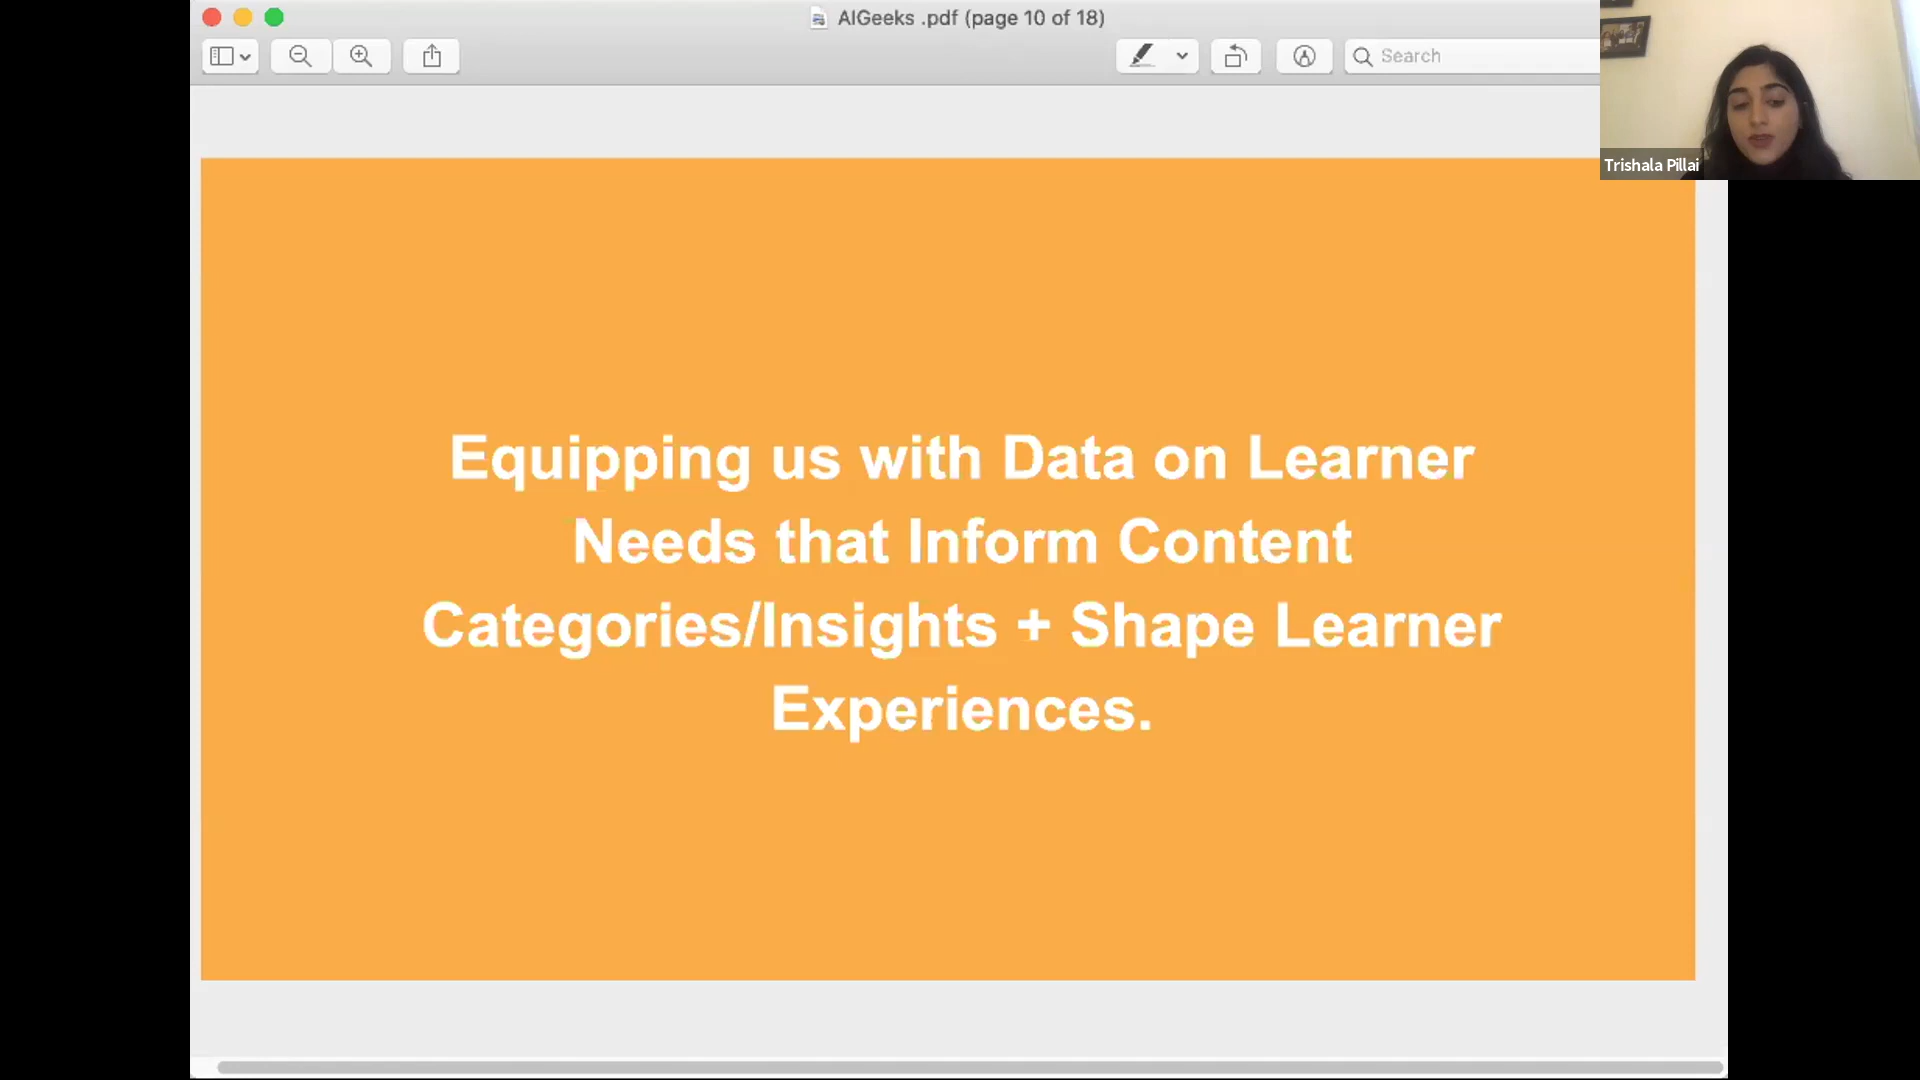 AIGeeks .pdf (page 10 of 18)
Search
Trishala Pillai
Equipping us with Data on Learner
Needs that Inform Content
Categories/Insights + Shape Learner
Experiences.